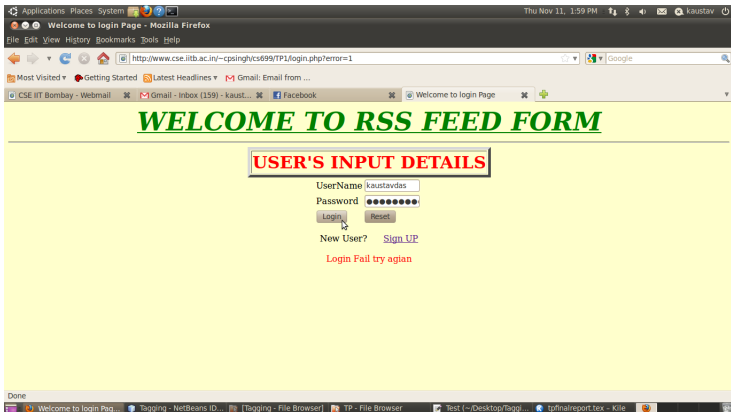 Applications Places System Thu Nov 11, 1:59 PM kaustav
Welcome to login Page - Mozilla Firefox
File Edit View History Bookmarks Tools Help
http://www.cse.iitb.ac.in/~cpsingh/cs699/TP1/login.php?error=1 Google
Most Visited Getting Started Latest Headlines Gmail: Email from ...
CSE IIT Bombay - Webmail Gmail - Inbox (159) - kaust... Facebook Welcome to login Page
WELCOME TO RSS FEED FORM
USER'S INPUT DETAILS
UserName kaustavdas
Password
Login Reset
New User? Sign UP
Login Fail try agian
Done
Welcome to login Pag... Tagging - NetBeans ID... [Tagging - File Browser] TP - File Browser Test (~/Desktop/Taggi... tpfinalreport.tex - Kile